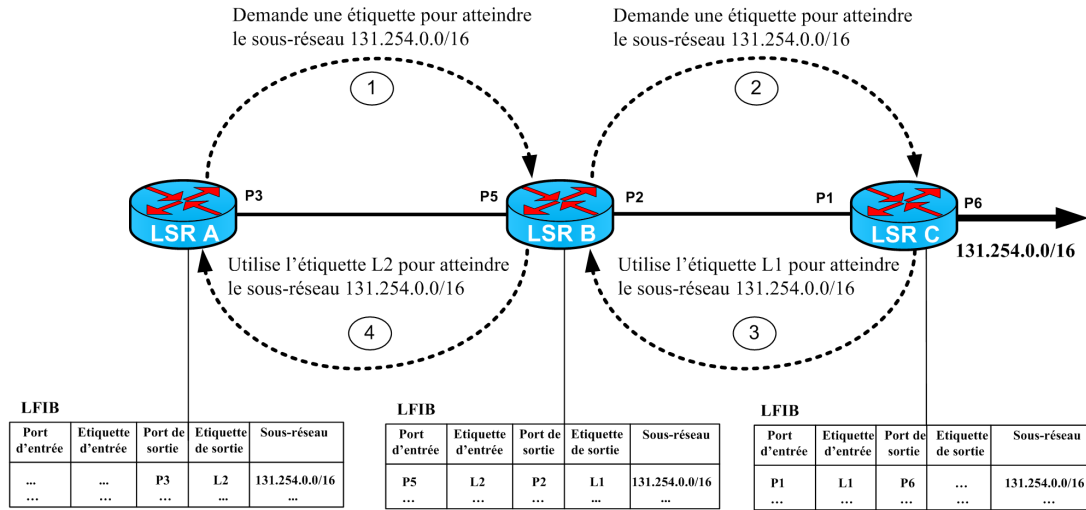 Demande une étiquette pour atteindre
le sous-réseau 131.254.0.0/16
Demande une étiquette pour atteindre
le sous-réseau 131.254.0.0/16
1
2
P3
P5
P2
P1
P6
LSR A
LSR B
LSR C
131.254.0.0/16
Utilise l'étiquette L2 pour atteindre
le sous-réseau 131.254.0.0/16
Utilise l'étiquette L1 pour atteindre
le sous-réseau 131.254.0.0/16
4
3
LFIB
Port d'entrée Etiquette d'entrée Port de sortie Etiquette de sortie Sous-réseau
... ... P3 L2 131.254.0.0/16
... ... ... ... ...
LFIB
Port d'entrée Etiquette d'entrée Port de sortie Etiquette de sortie Sous-réseau
P5 L2 P2 L1 131.254.0.0/16
... ... ... ... ...
LFIB
Port d'entrée Etiquette d'entrée Port de sortie Etiquette de sortie Sous-réseau
P1 L1 P6 ... 131.254.0.0/16
... ... ... ... ...